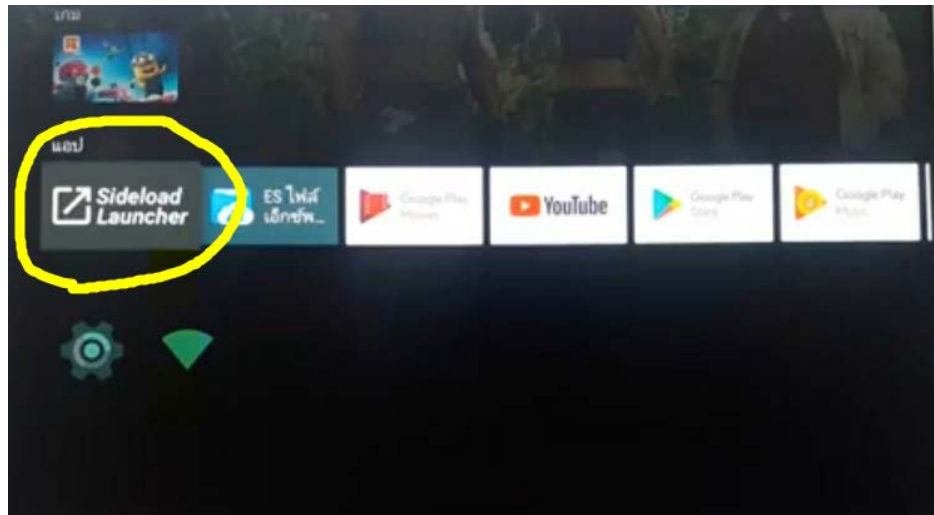 เกม
แอป
Sideload
Launcher
ES ไฟล์
เอ็กซ์พ...
Google Play
Movies
YouTube
Google Play
Store
Google Play
Music